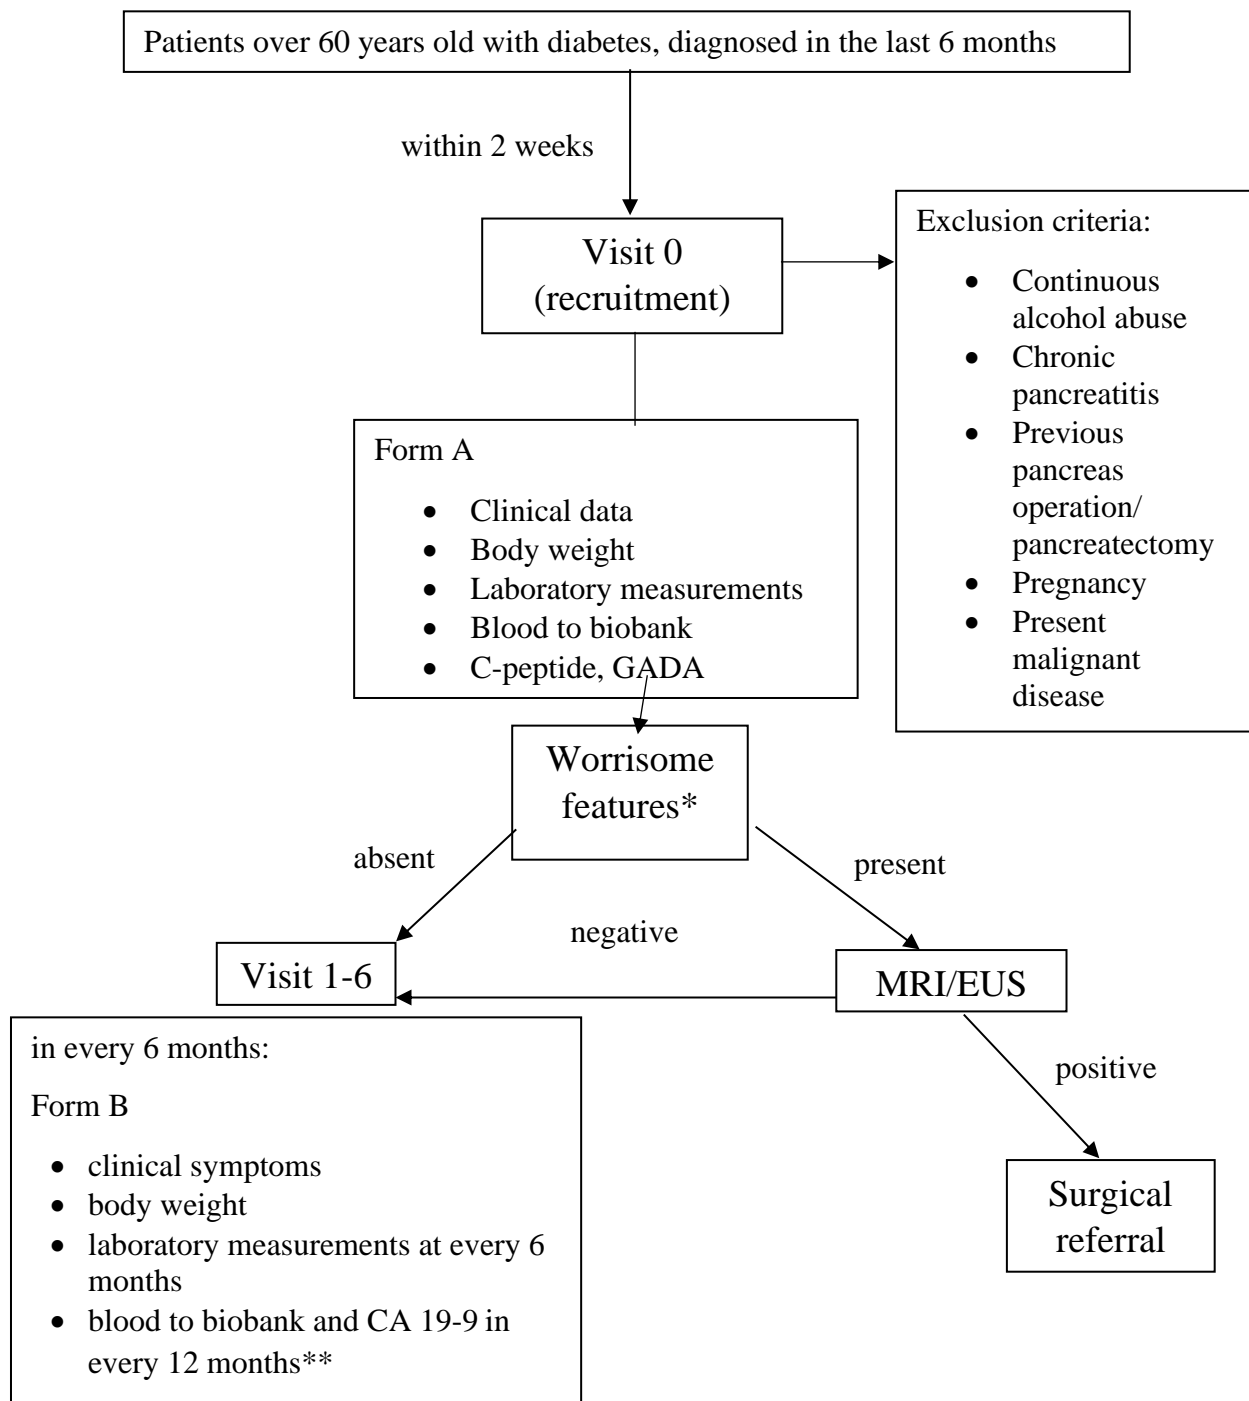 Patients over 60 years old with diabetes, diagnosed in the last 6 months
within 2 weeks
Visit 0
(recruitment)
Exclusion criteria:
• Continuous
alcohol abuse
• Chronic
pancreatitis
• Previous
pancreas
operation/
pancreatectomy
• Pregnancy
• Present
malignant
disease
Form A
• Clinical data
• Body weight
• Laboratory measurements
• Blood to biobank
• C-peptide, GADA
Worrisome
features*
absent
present
negative
Visit 1-6
MRI/EUS
in every 6 months:
Form B
• clinical symptoms
• body weight
• laboratory measurements at every 6
months
• blood to biobank and CA 19-9 in
every 12 months**
positive
Surgical
referral